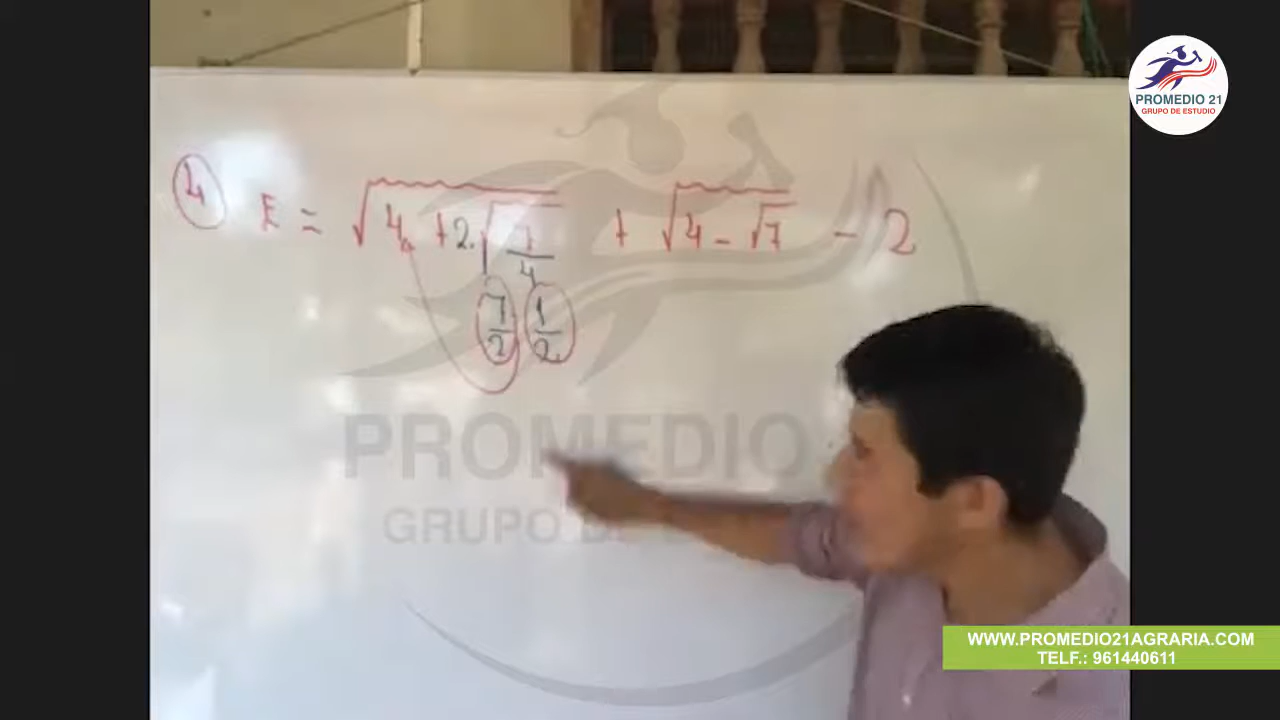 PROMEDIO 21
GRUPO DE ESTUDIO
4 E = √(4 + 2.√(7/4)) + √(4 - √7) - 2
7/2 1/2
PROMEDIO
GRUPO DE
WWW.PROMEDIO21AGRARIA.COM
TELF.: 961440611